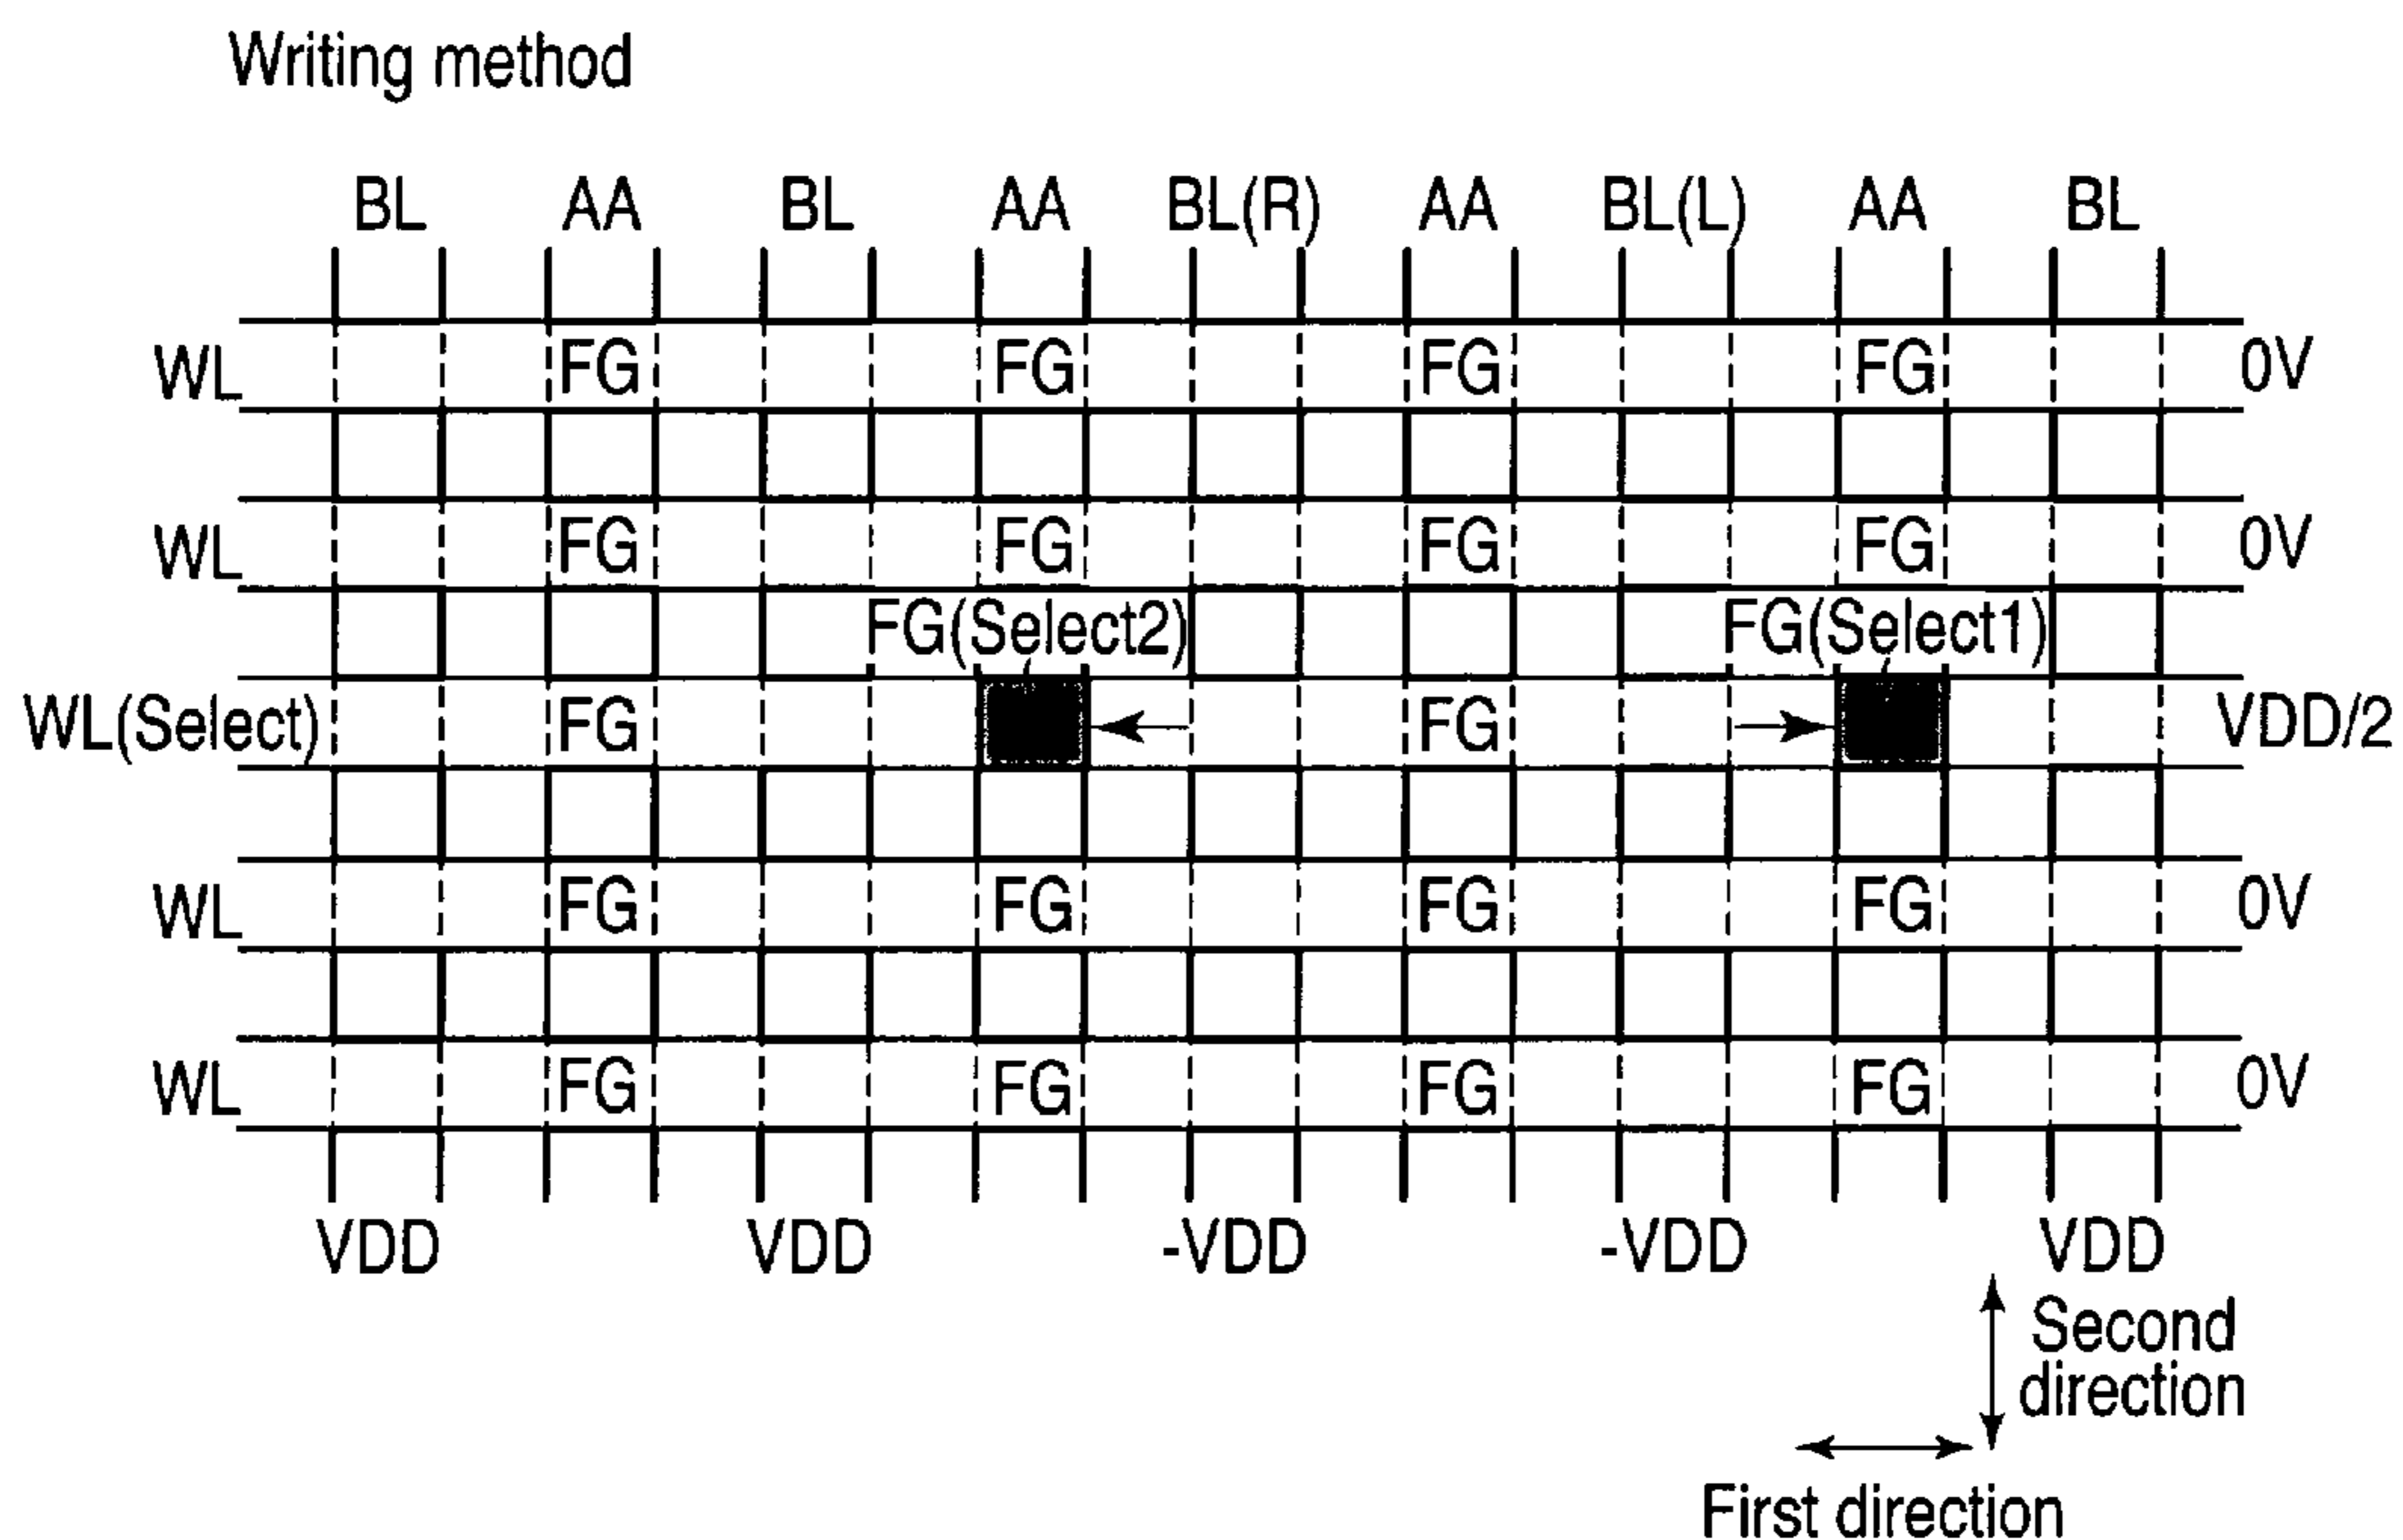 Writing method
BL AA BL AA BL(R) AA BL(L) AA BL
WL FG FG FG FG 0V
WL FG FG FG FG 0V
FG(Select2) FG(Select1)
WL(Select) FG FG VDD/2
WL FG FG FG FG 0V
WL FG FG FG FG 0V
VDD VDD -VDD -VDD VDD
Second
direction
First direction